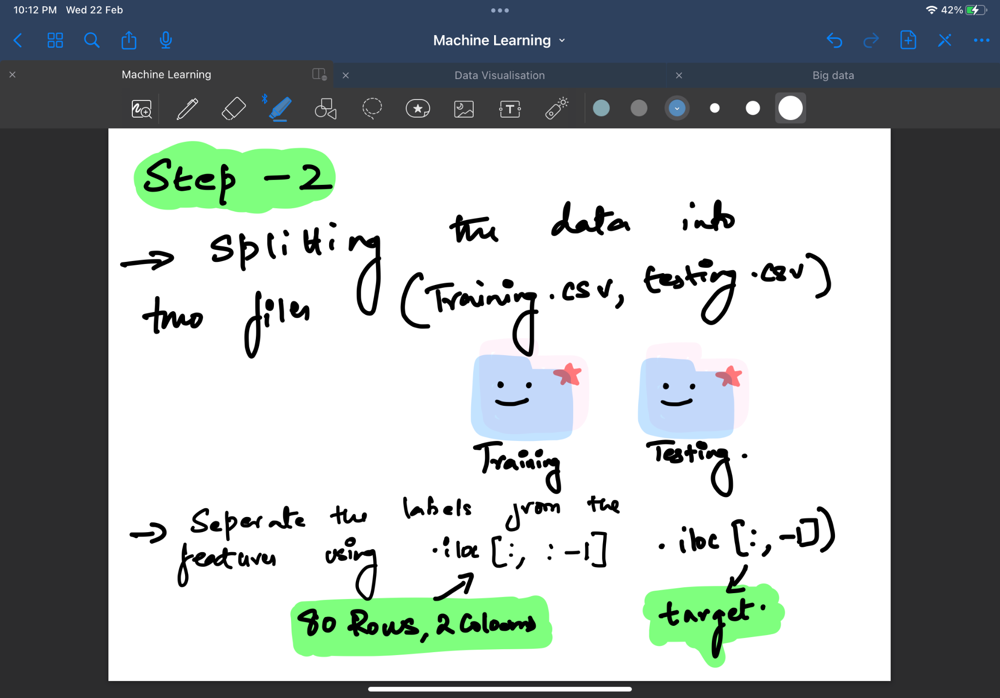 10:12 PM Wed 22 Feb
42%
Machine Learning
Machine Learning
Data Visualisation
Big data
T
Step - 2
→ Splitting the data into
two files (Training.csv, testing.csv)
Training
Testing.
→ Seperate the labels from the
features using .iloc [:, :-1] .iloc [:, -1])
80 Rows, 2 Coloums
target.